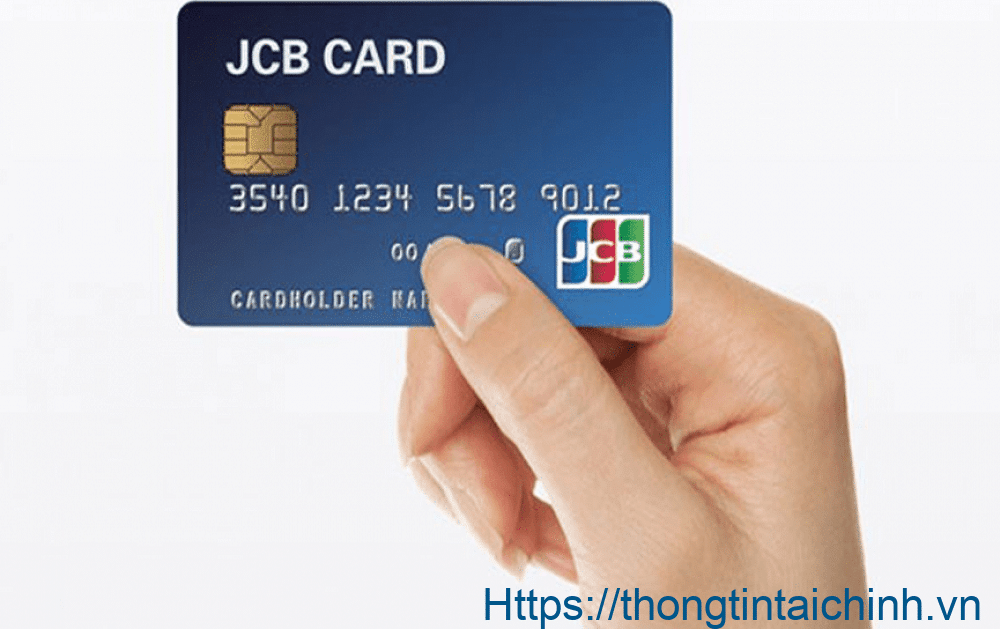 JCB CARD
3540 1234 5678 9012
JCB
CARDHOLDER
Https://thongtintaichinh.vn